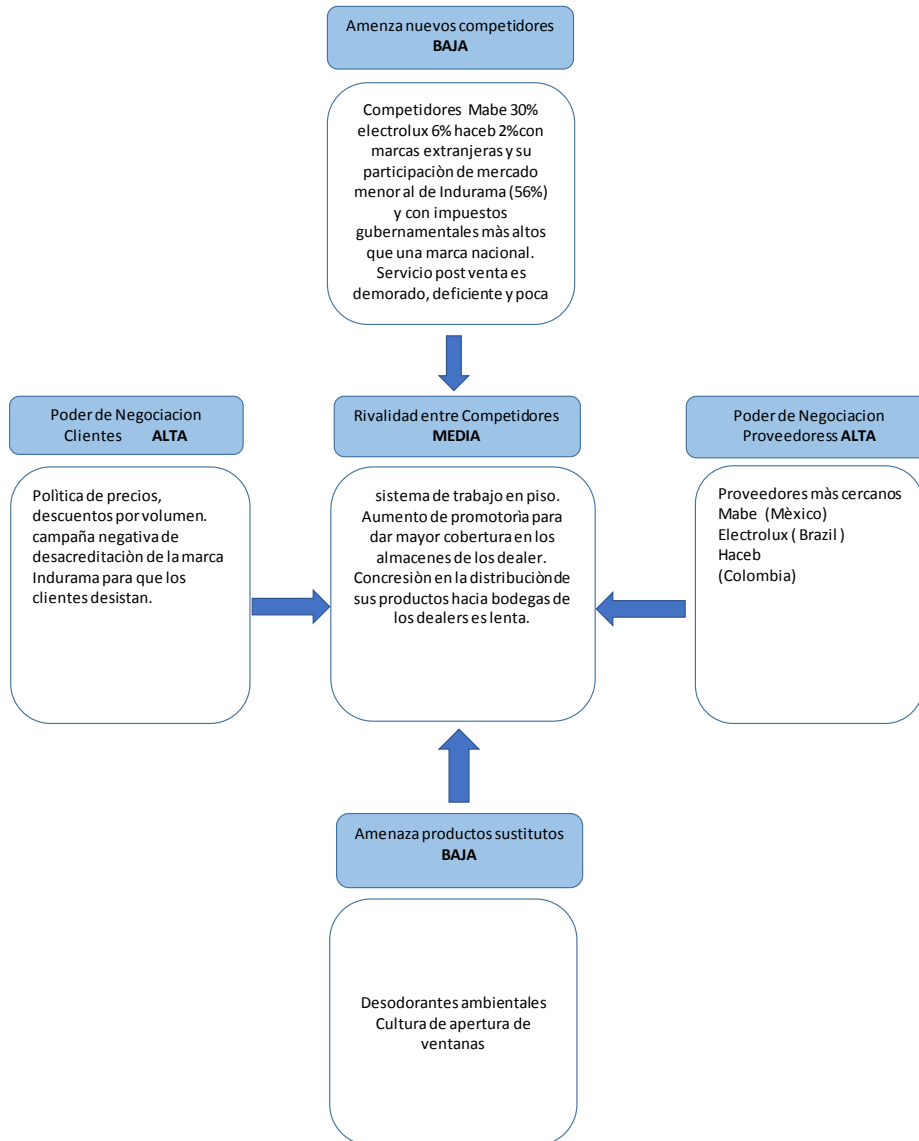 Amenza nuevos competidores
BAJA
Competidores Mabe 30%
electrolux 6% haceb 2%con
marcas extranjeras y su
participaciòn de mercado
menor al de Indurama (56%)
y con impuestos
gubernamentales màs altos
que una marca nacional.
Servicio post venta es
demorado, deficiente y poca
Poder de Negociacion
Clientes ALTA
Polìtica de precios,
descuentos por volumen.
campaña negativa de
desacreditaciòn de la marca
Indurama para que los
clientes desistan.
Rivalidad entre Competidores
MEDIA
sistema de trabajo en piso.
Aumento de promotorìa para
dar mayor cobertura en los
almacenes de los dealer.
Concresiòn en la distribuciòn de
sus productos hacia bodegas de
los dealers es lenta.
Poder de Negociacion
Proveedoress ALTA
Proveedores màs cercanos
Mabe (Mèxico)
Electrolux ( Brazil )
Haceb
(Colombia)
Amenaza productos sustitutos
BAJA
Desodorantes ambientales
Cultura de apertura de
ventanas